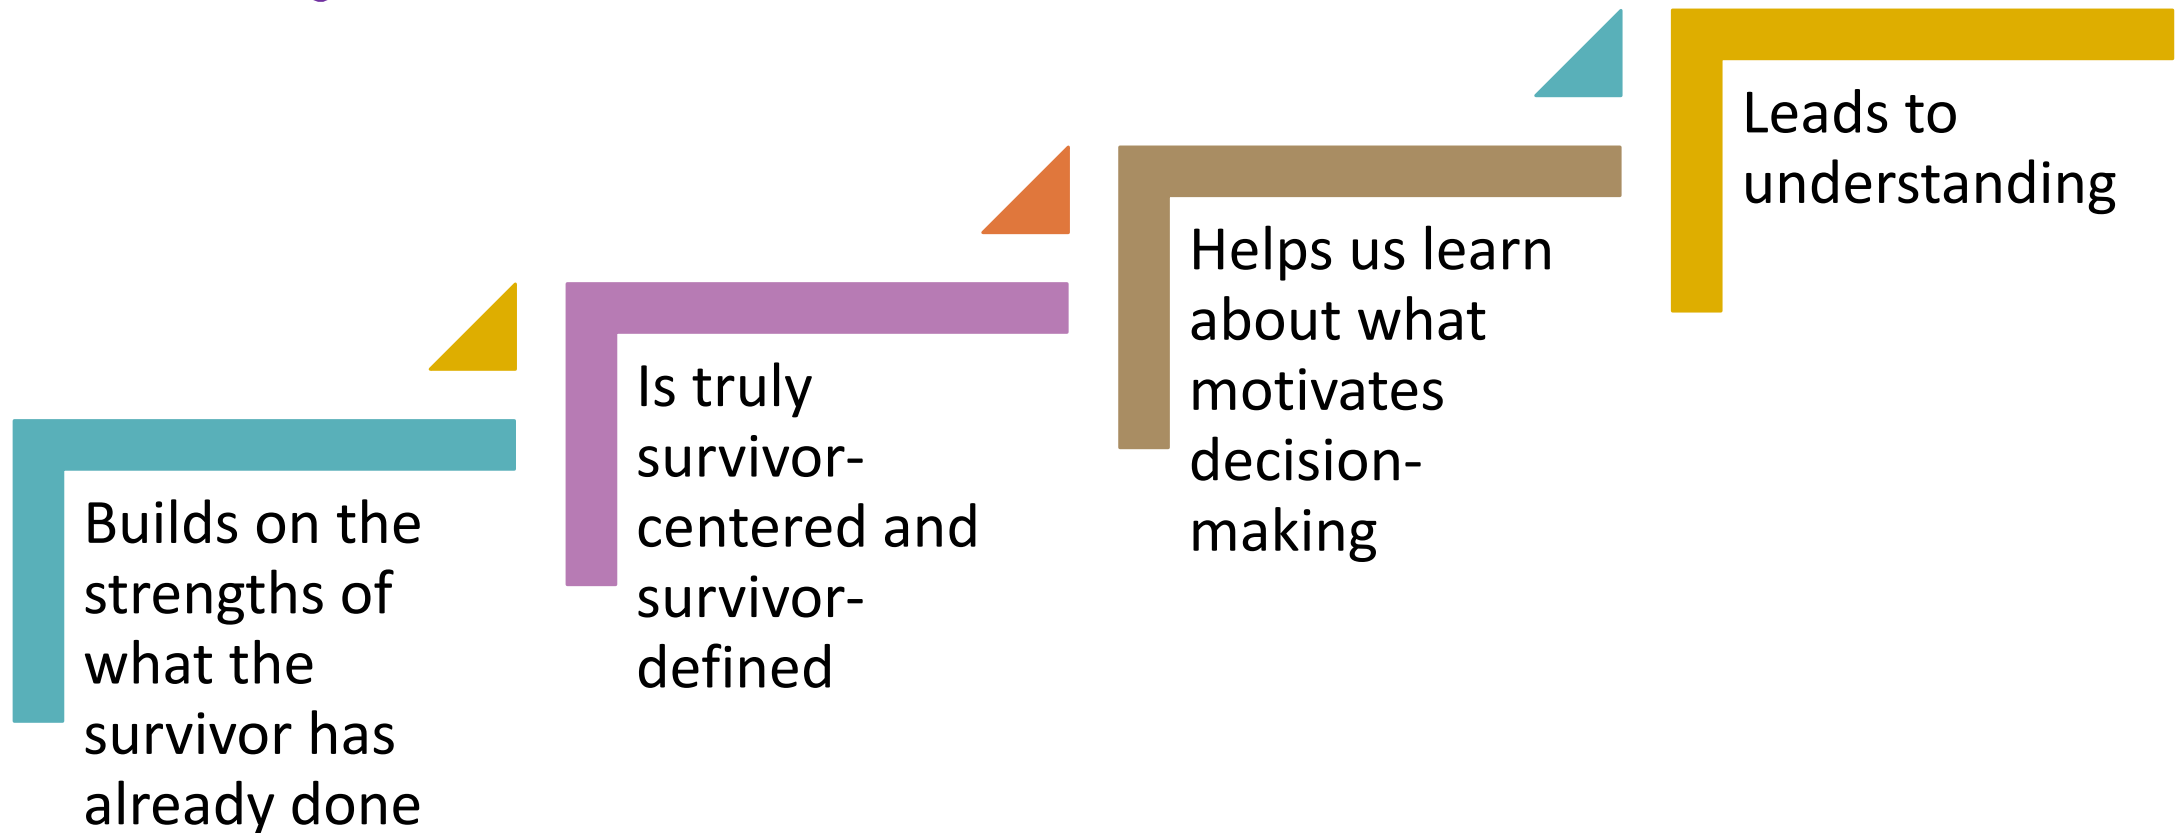 Builds on the
strengths of
what the
survivor has
already done
Is truly
survivor-
centered and
survivor-
defined
Helps us learn
about what
motivates
decision-
making
Leads to
understanding